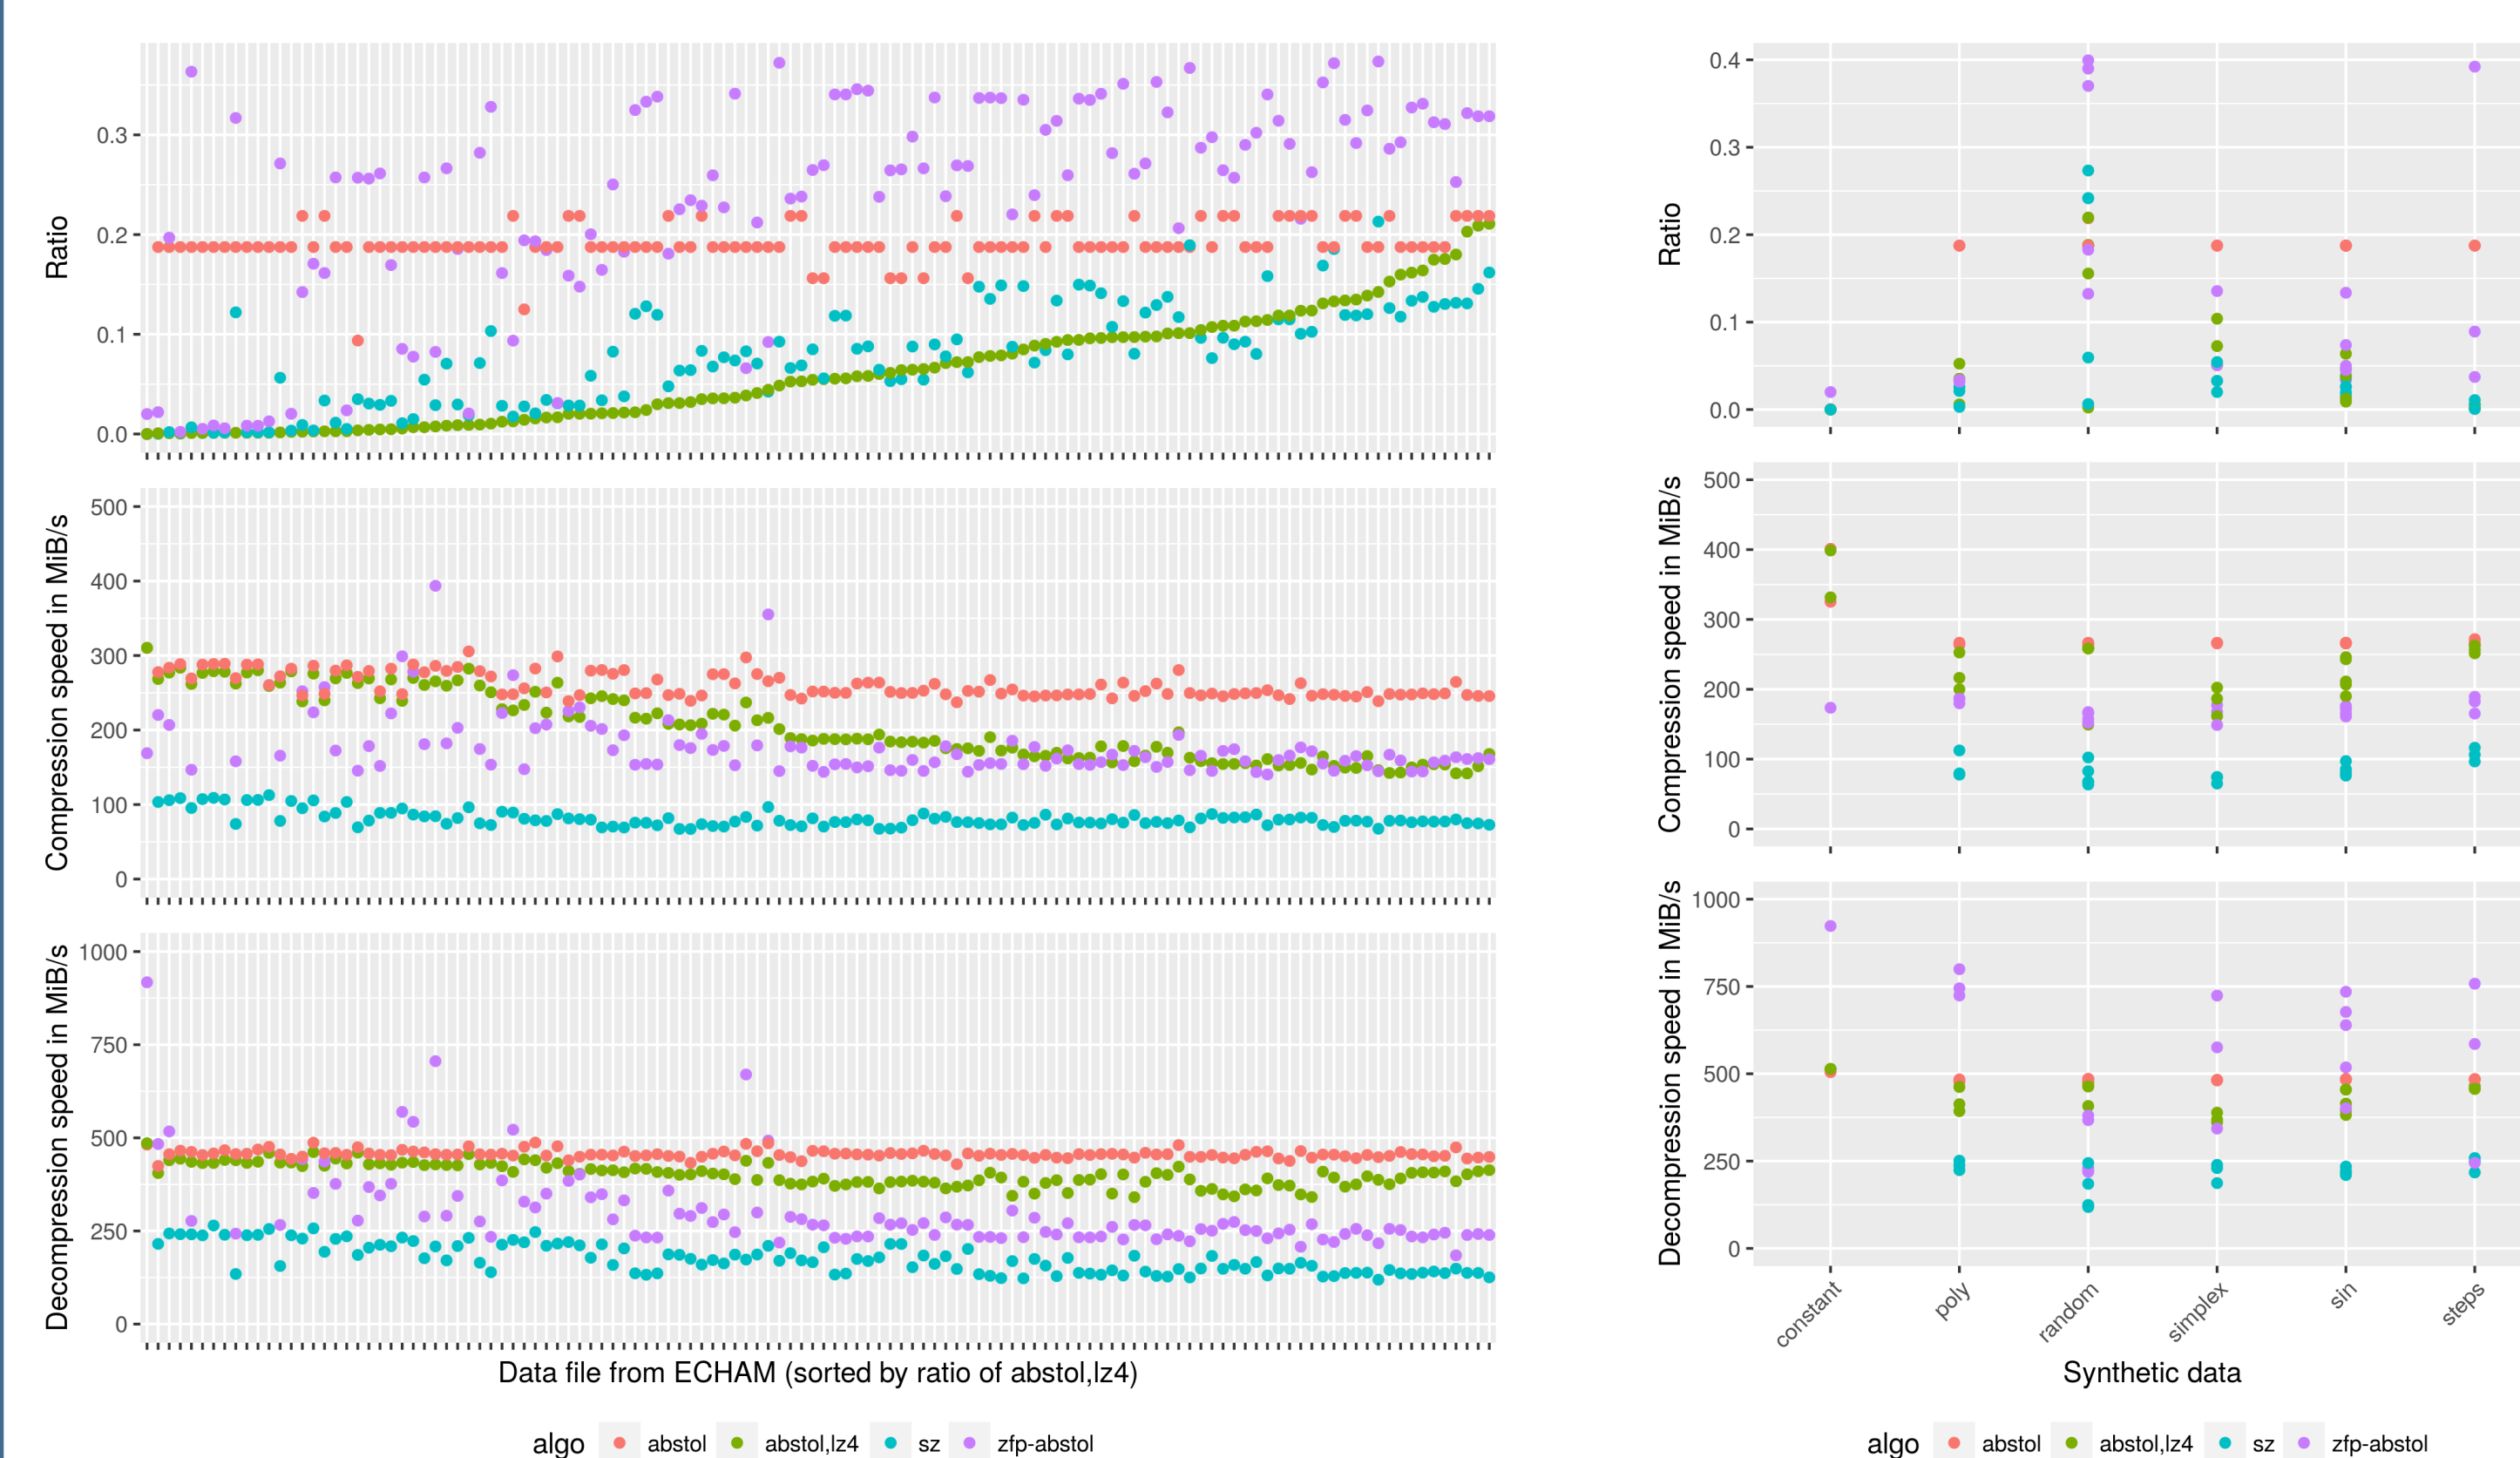 Ratio
0.3
0.2
0.1
0.0
Compression speed in MiB/s
500
400
300
200
100
0
Decompression speed in MiB/s
1000
750
500
250
0
Data file from ECHAM (sorted by ratio of abstol,lz4)
algo abstol abstol,lz4 sz zfp-abstol
Ratio
0.4
0.3
0.2
0.1
0.0
Compression speed in MiB/s
500
400
300
200
100
0
Decompression speed in MiB/s
1000
750
500
250
0
constant poly random simplex sin steps
Synthetic data
algo abstol abstol,lz4 sz zfp-abstol